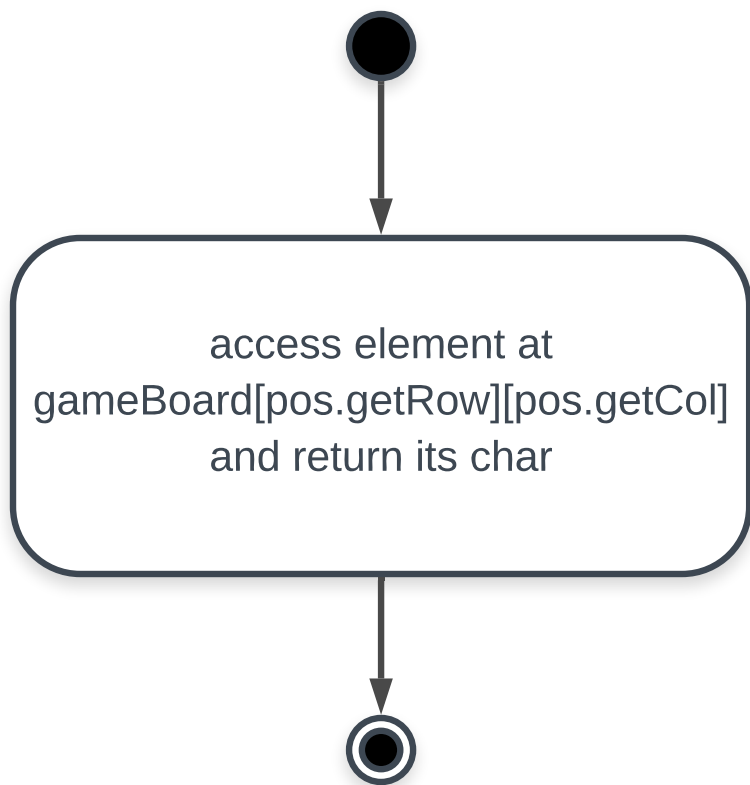 access element at
gameBoard[pos.getRow][pos.getCol]
and return its char